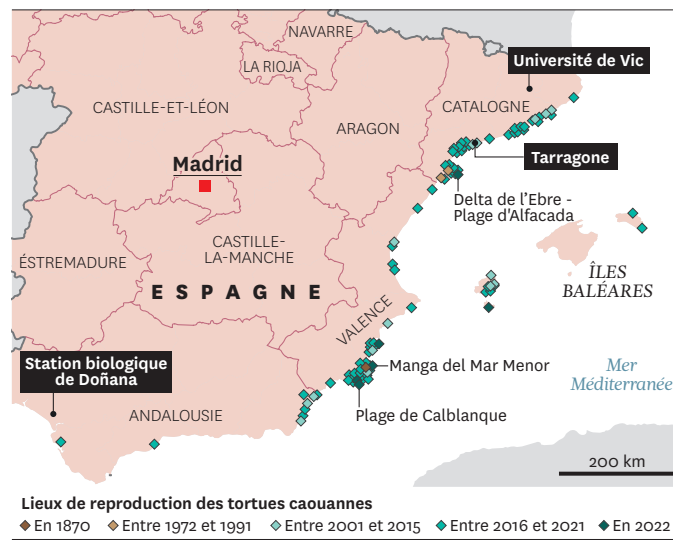 NAVARRE
LA RIOJA
Université de Vic
CASTILLE-ET-LÉON
CATALOGNE
ARAGON
Tarragone
Madrid
Delta de l'Ebre -
Plage d'Alfacada
CASTILLE-
LA-MANCHE
ÉSTREMADURE
ESPAGNE
ÎLES
BALÉARES
VALENCE
Station biologique
de Doñana
Manga del Mar Menor
Mer
Méditerranée
ANDALOUSIE
Plage de Calblanque
200 km
Lieux de reproduction des tortues caouannes
En 1870 Entre 1972 et 1991 Entre 2001 et 2015 Entre 2016 et 2021 En 2022